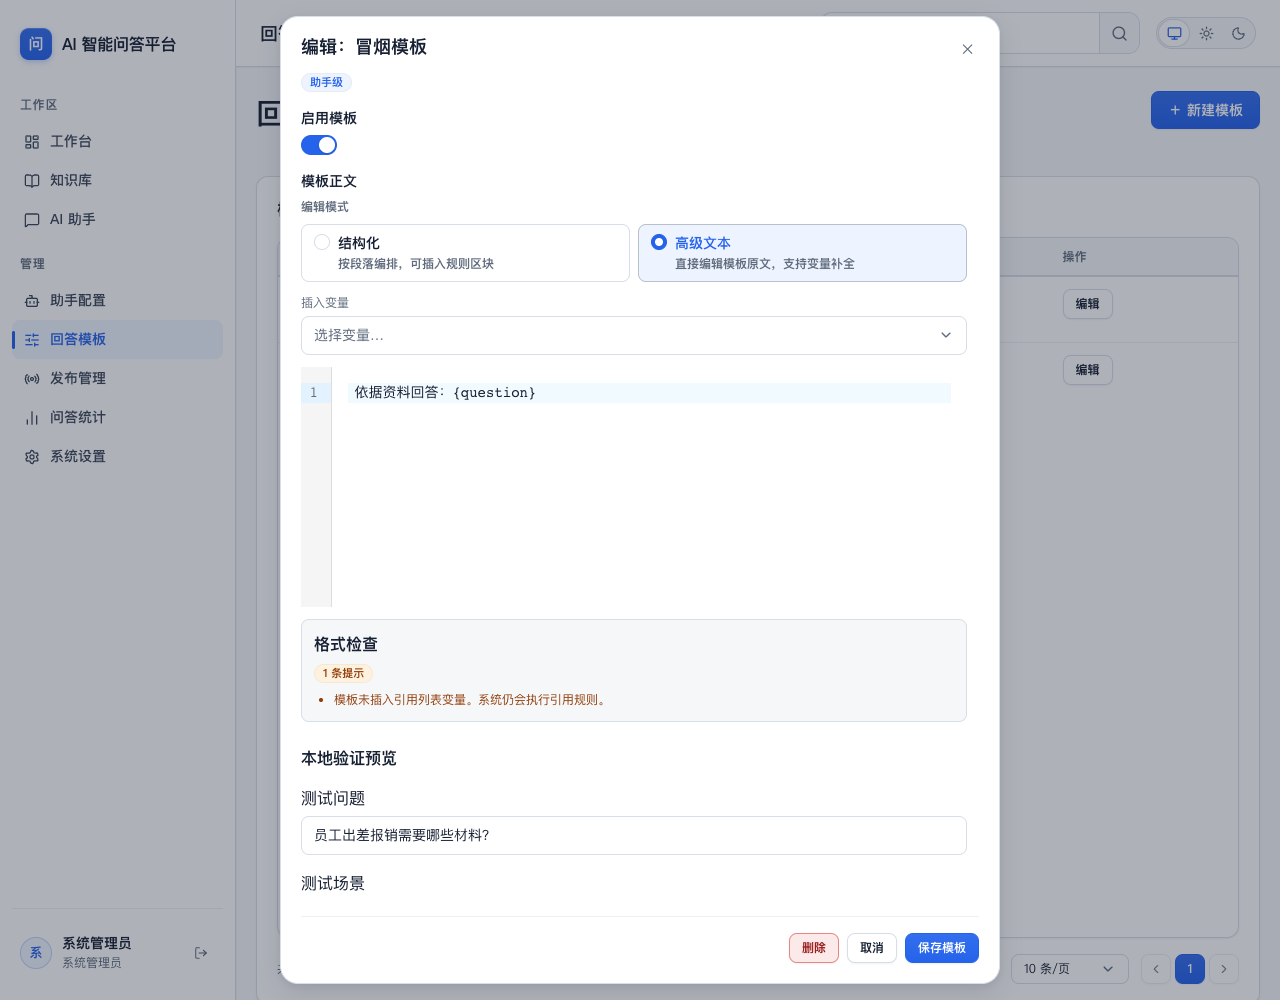 问
AI 智能问答平台
工作区
工作台
知识库
AI 助手
管理
助手配置
回答模板
发布管理
问答统计
系统设置
系
系统管理员
系统管理员
回
新建模板
操作
编辑
编辑
10 条/页
1
编辑：冒烟模板
助手级
启用模板
模板正文
编辑模式
结构化
按段落编排，可插入规则区块
高级文本
直接编辑模板原文，支持变量补全
插入变量
选择变量...
1
依据资料回答：{question}
格式检查
1 条提示
模板未插入引用列表变量。系统仍会执行引用规则。
本地验证预览
测试问题
员工出差报销需要哪些材料？
测试场景
删除
取消
保存模板